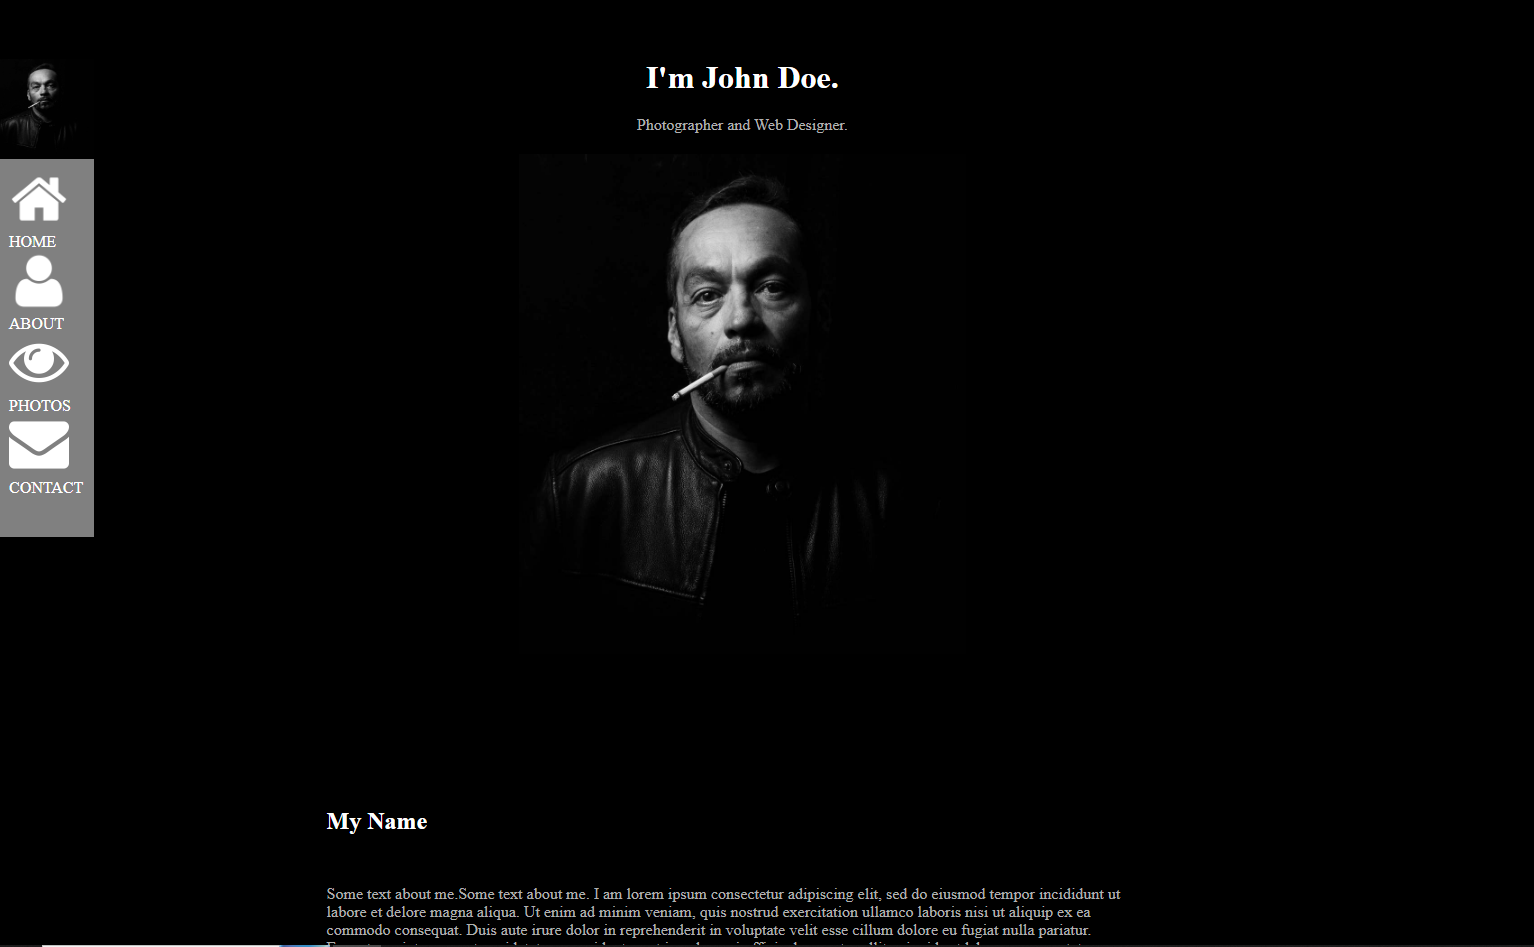 I'm John Doe.
Photographer and Web Designer.
HOME
ABOUT
PHOTOS
CONTACT
My Name
Some text about me.Some text about me. I am lorem ipsum consectetur adipiscing elit, sed do eiusmod tempor incididunt ut
labore et delore magna aliqua. Ut enim ad minim veniam, quis nostrud exercitation ullamco laboris nisi ut aliquip ex ea
commodo consequat. Duis aute irure dolor in reprehenderit in voluptate velit esse cillum dolore eu fugiat nulla pariatur.